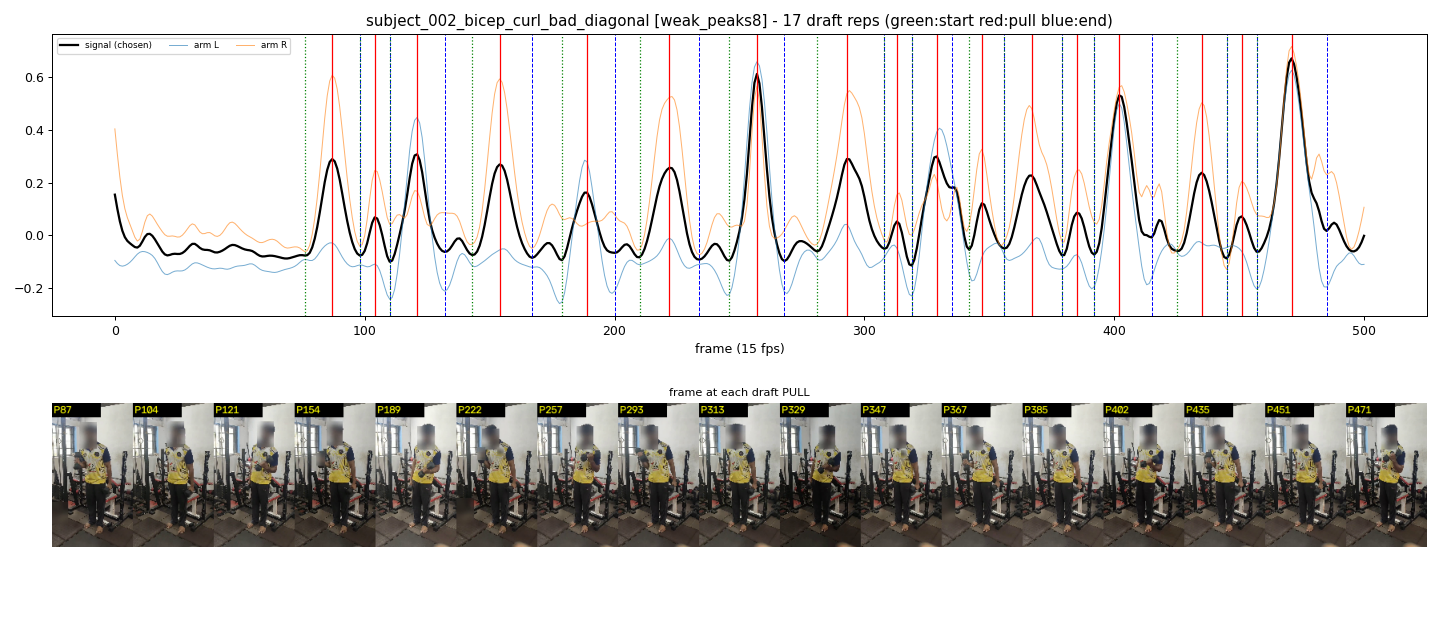 subject_002_bicep_curl_bad_diagonal [weak_peaks8] - 17 draft reps (green:start red:pull blue:end)
signal (chosen) arm L arm R
0.6
0.4
0.2
0.0
−0.2
0 100 200 300 400 500
frame (15 fps)
frame at each draft PULL
P87 P104 P121 P154 P189 P222 P257 P293 P313 P329 P347 P367 P385 P402 P435 P451 P471